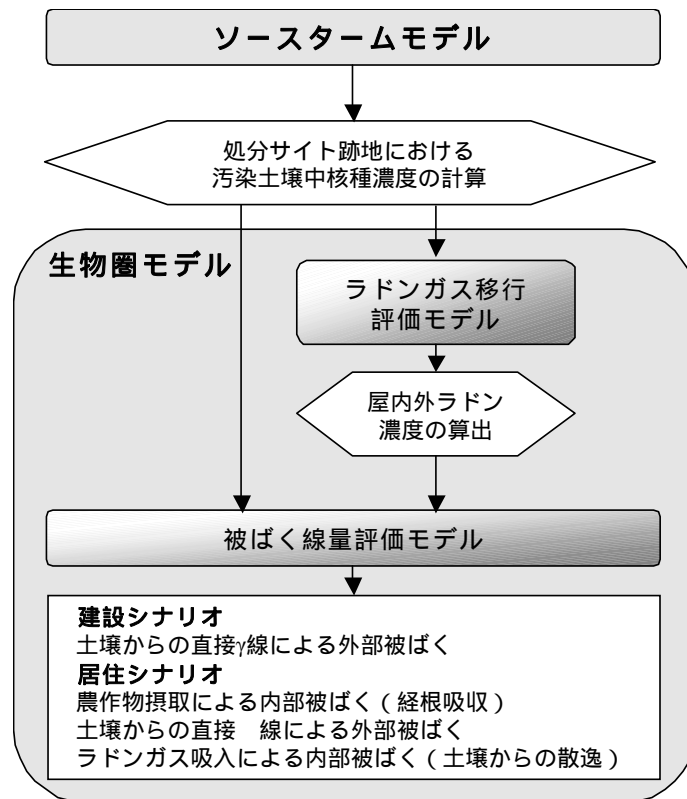 ソースタームモデル
処分サイト跡地における
汚染土壌中核種濃度の計算
生物圏モデル
ラドンガス移行
評価モデル
屋内外ラドン
濃度の算出
被ばく線量評価モデル
建設シナリオ
土壌からの直接γ線による外部被ばく
居住シナリオ
農作物摂取による内部被ばく(経根吸収)
土壌からの直接　線による外部被ばく
ラドンガス吸入による内部被ばく(土壌からの散逸)